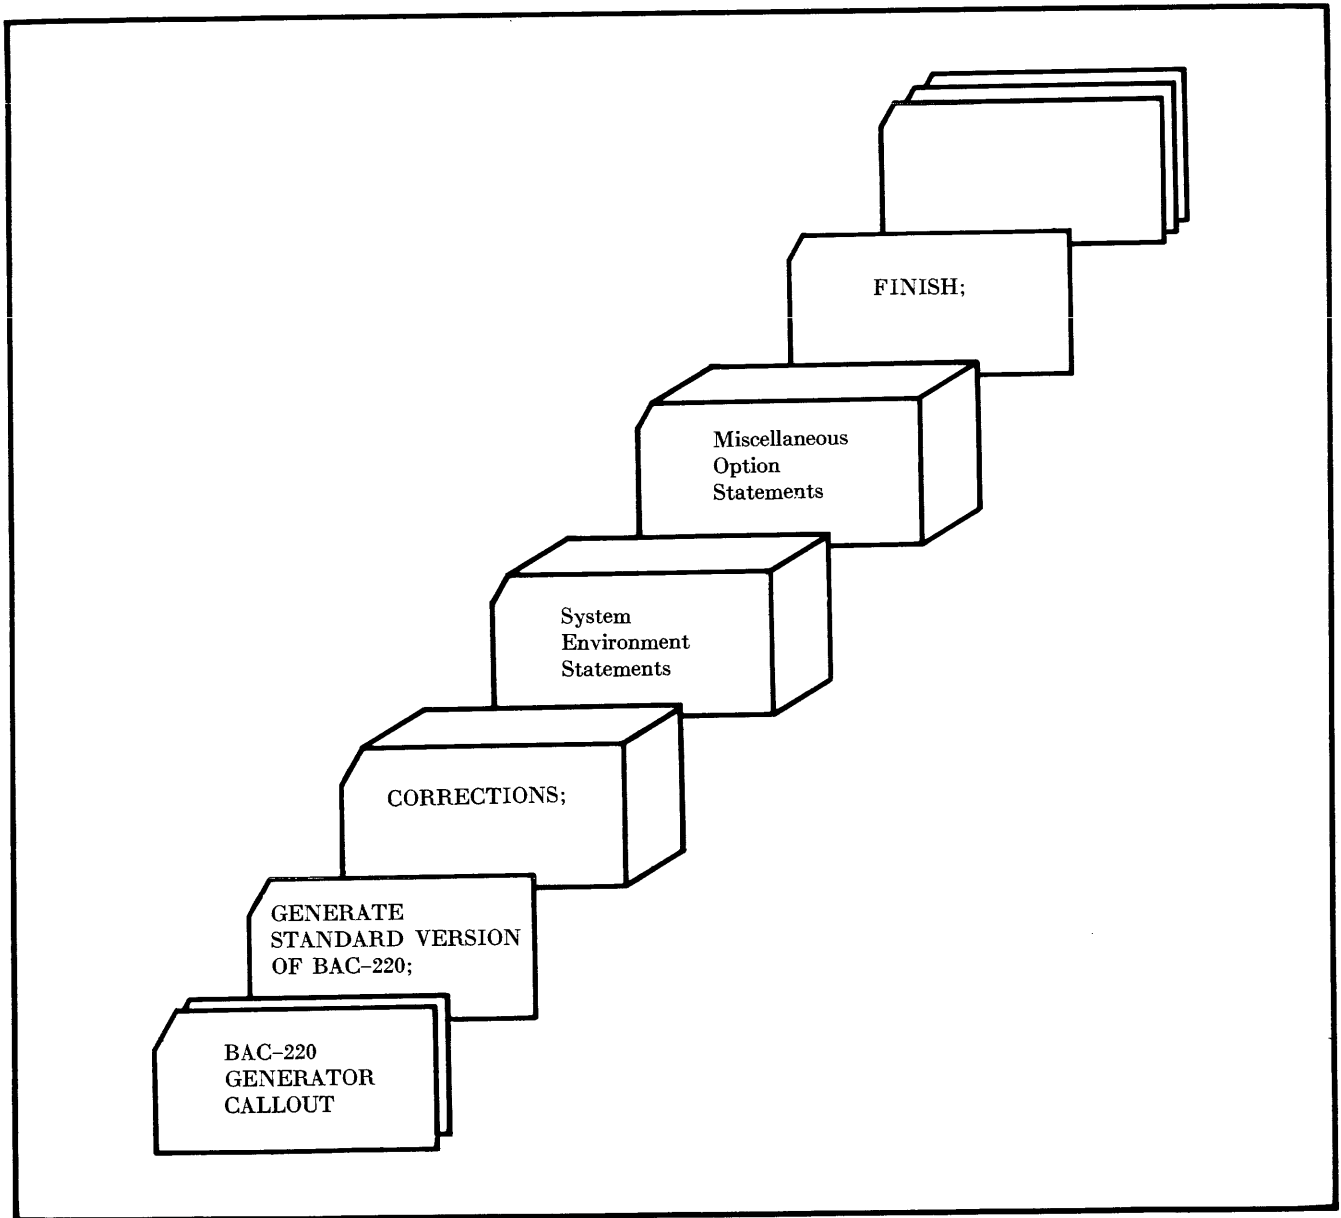 FINISH;
Miscellaneous
Option
Statements
System
Environment
Statements
CORRECTIONS;
GENERATE
STANDARD VERSION
OF BAC–220;
BAC–220
GENERATOR
CALLOUT